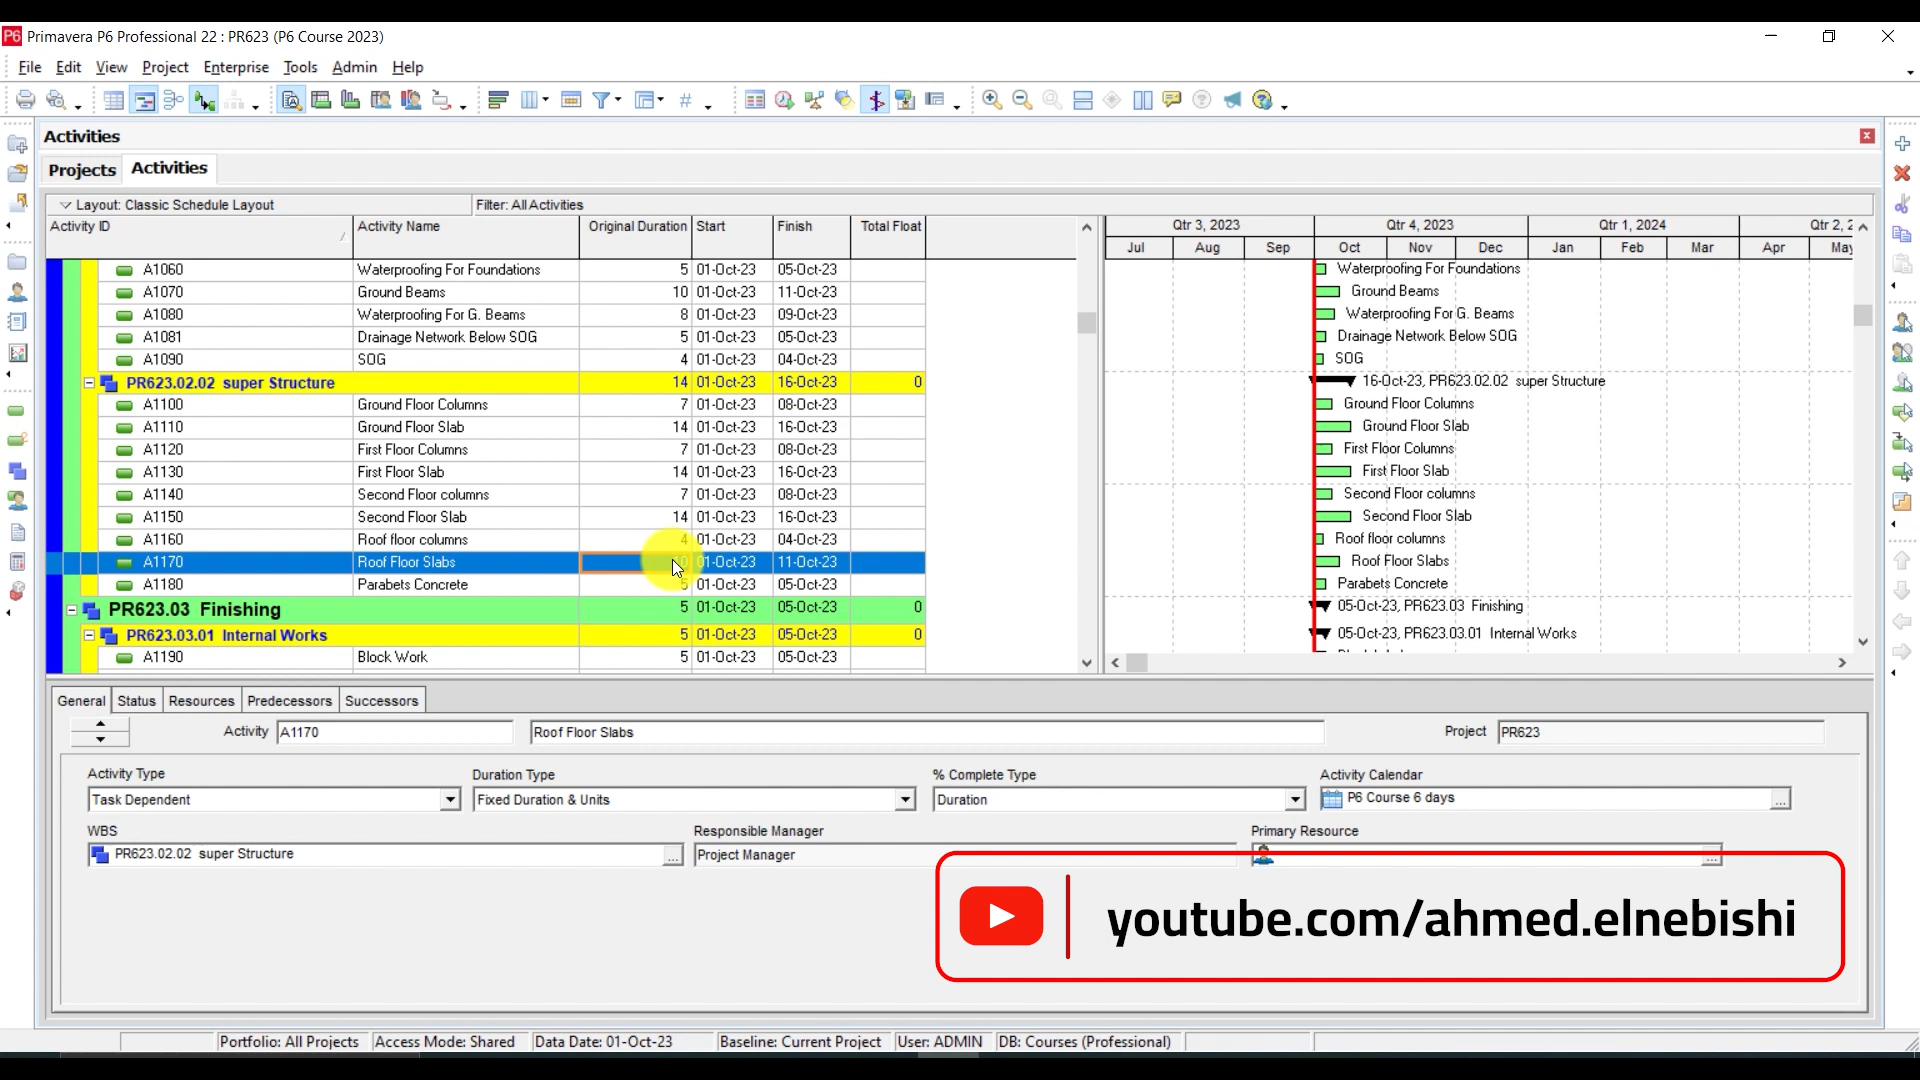 Primavera P6 Professional 22 : PR623 (P6 Course 2023)
File Edit View Project Enterprise Tools Admin Help
Activities
Projects Activities
Layout: Classic Schedule Layout Filter: All Activities
Activity ID Activity Name Original Duration Start Finish Total Float Qtr 3, 2023 Qtr 4, 2023 Qtr 1, 2024 Qtr 2, 2
Jul Aug Sep Oct Nov Dec Jan Feb Mar Apr May
A1060 Waterproofing For Foundations 5 01-Oct-23 05-Oct-23 Waterproofing For Foundations
A1070 Ground Beams 10 01-Oct-23 11-Oct-23 Ground Beams
A1080 Waterproofing For G. Beams 8 01-Oct-23 09-Oct-23 Waterproofing For G. Beams
A1081 Drainage Network Below SOG 5 01-Oct-23 05-Oct-23 Drainage Network Below SOG
A1090 SOG 4 01-Oct-23 04-Oct-23 SOG
PR623.02.02 super Structure 14 01-Oct-23 16-Oct-23 0 16-Oct-23, PR623.02.02 super Structure
A1100 Ground Floor Columns 7 01-Oct-23 08-Oct-23 Ground Floor Columns
A1110 Ground Floor Slab 14 01-Oct-23 16-Oct-23 Ground Floor Slab
A1120 First Floor Columns 7 01-Oct-23 08-Oct-23 First Floor Columns
A1130 First Floor Slab 14 01-Oct-23 16-Oct-23 First Floor Slab
A1140 Second Floor columns 7 01-Oct-23 08-Oct-23 Second Floor columns
A1150 Second Floor Slab 14 01-Oct-23 16-Oct-23 Second Floor Slab
A1160 Roof floor columns 4 01-Oct-23 04-Oct-23 Roof floor columns
A1170 Roof Floor Slabs 01-Oct-23 11-Oct-23 Roof Floor Slabs
A1180 Parabets Concrete 5 01-Oct-23 05-Oct-23 Parabets Concrete
PR623.03 Finishing 5 01-Oct-23 05-Oct-23 0 05-Oct-23, PR623.03 Finishing
PR623.03.01 Internal Works 5 01-Oct-23 05-Oct-23 0 05-Oct-23, PR623.03.01 Internal Works
A1190 Block Work 5 01-Oct-23 05-Oct-23
General Status Resources Predecessors Successors
Activity A1170 Roof Floor Slabs Project PR623
Activity Type Duration Type % Complete Type Activity Calendar
Task Dependent Fixed Duration & Units Duration P6 Course 6 days
WBS Responsible Manager Primary Resource
PR623.02.02 super Structure Project Manager
youtube.com/ahmed.elnebishi
Portfolio: All Projects Access Mode: Shared Data Date: 01-Oct-23 Baseline: Current Project User: ADMIN DB: Courses (Professional)